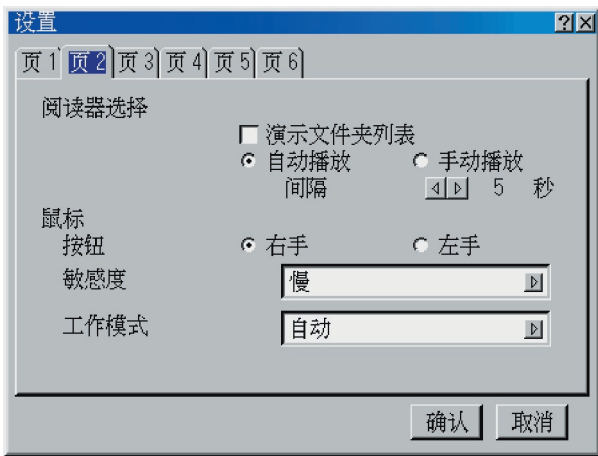 设置
页 1 页 2 页 3 页 4 页 5 页 6
阅读器选择
演示文件夹列表
自动播放 手动播放
间隔 5 秒
鼠标
按钮 右手 左手
敏感度 慢
工作模式 自动
确认 取消